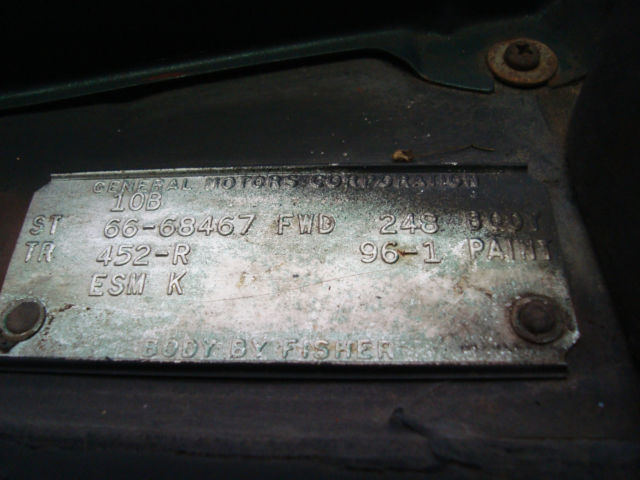 GENERAL MOTORS CORPORATION
10B
ST 66-68467 FWD 248 BODY
TR 452-R 96-1 PAINT
ESM K
BODY BY FISHER